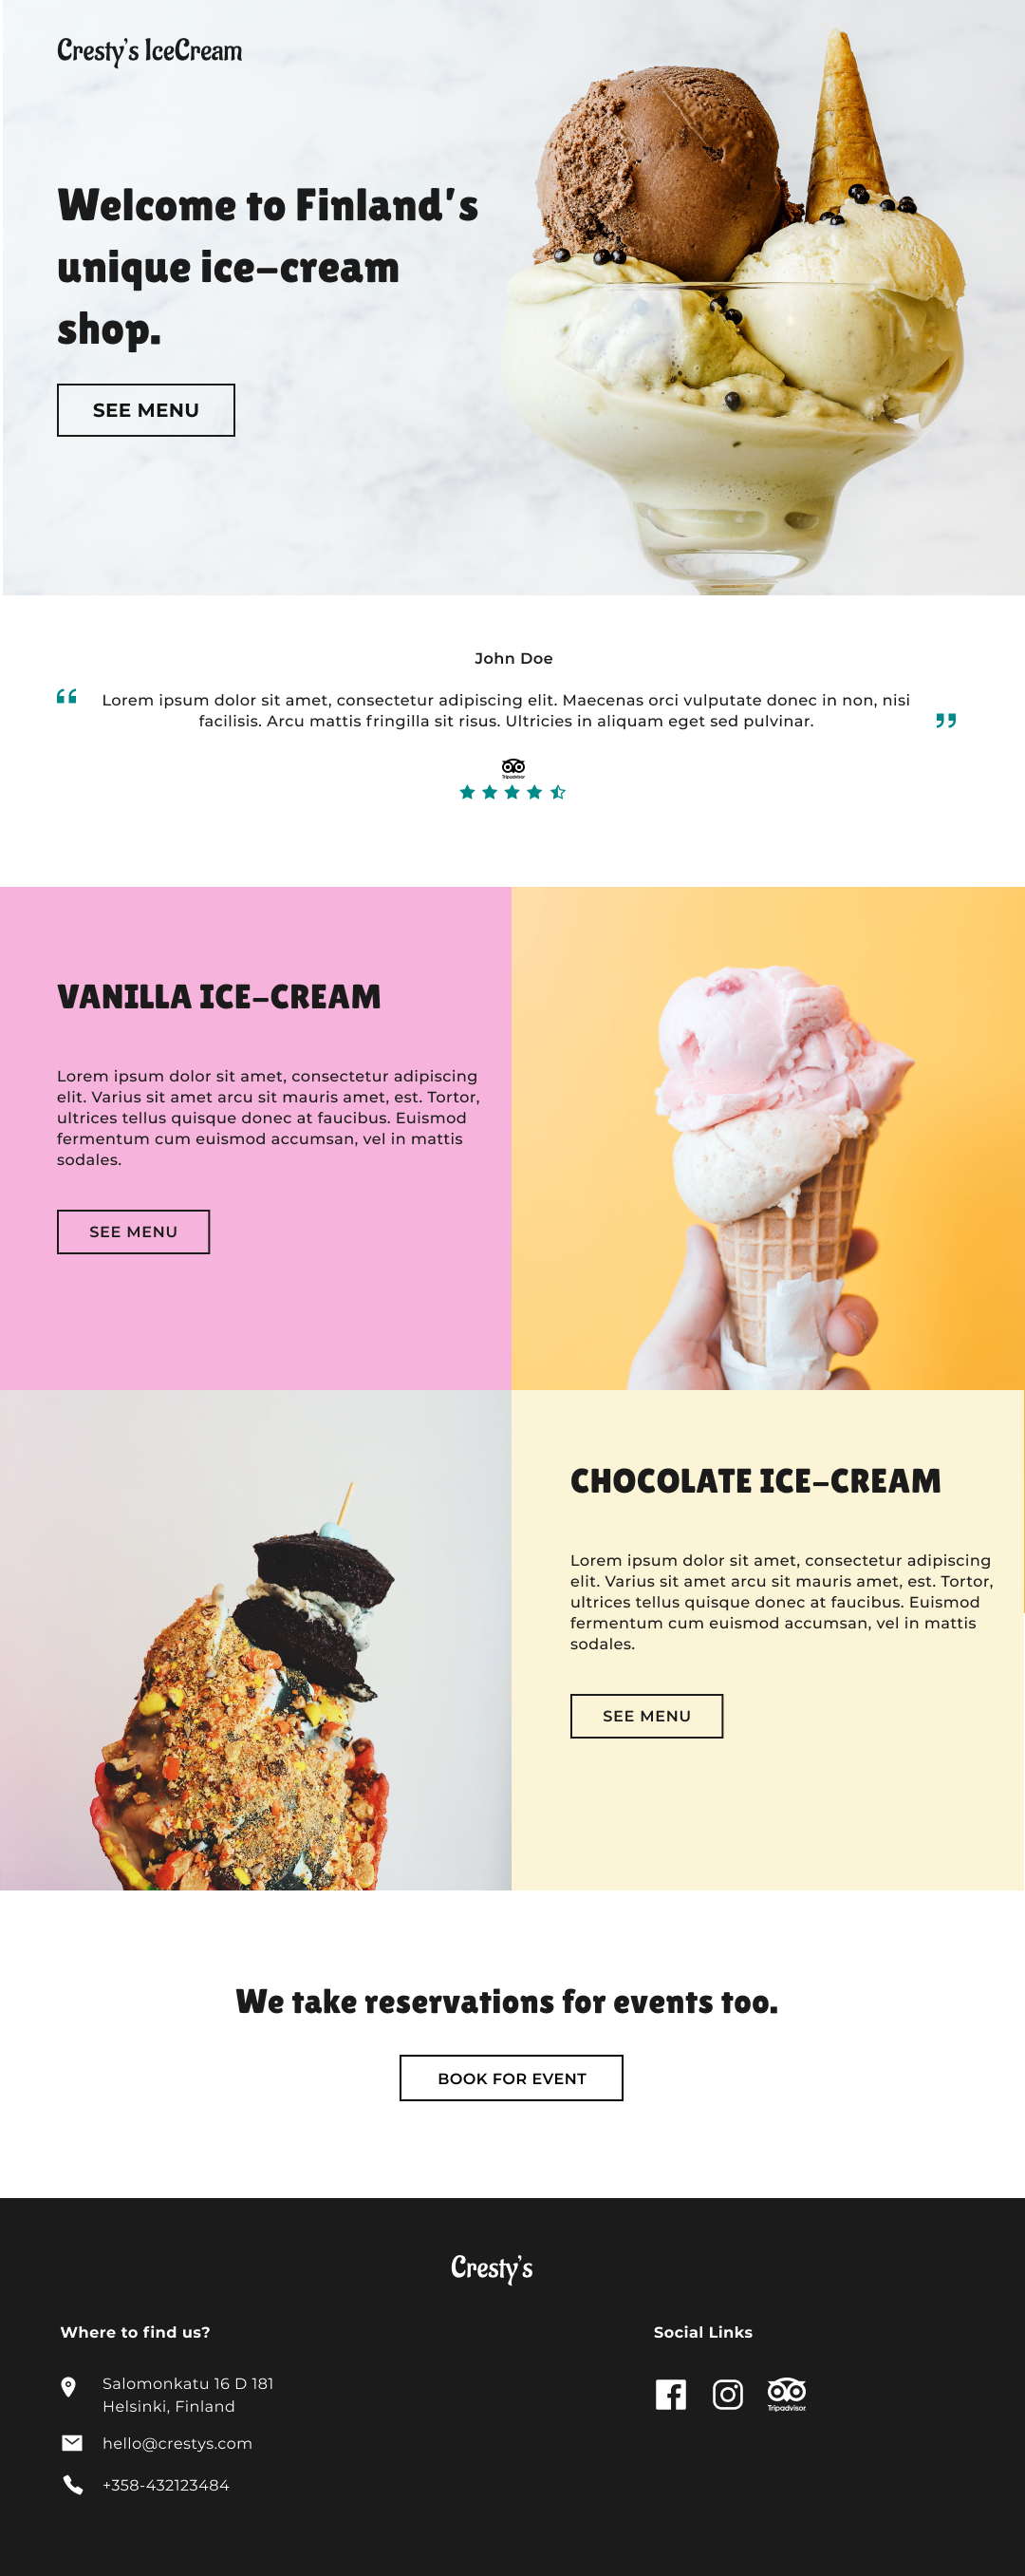 Cresty's IceCream
Welcome to Finland's
unique ice-cream
shop.
SEE MENU
John Doe
Lorem ipsum dolor sit amet, consectetur adipiscing elit. Maecenas orci vulputate donec in non, nisi
facilisis. Arcu mattis fringilla sit risus. Ultricies in aliquam eget sed pulvinar.
Tripadvisor
VANILLA ICE-CREAM
Lorem ipsum dolor sit amet, consectetur adipiscing
elit. Varius sit amet arcu sit mauris amet, est. Tortor,
ultrices tellus quisque donec at faucibus. Euismod
fermentum cum euismod accumsan, vel in mattis
sodales.
SEE MENU
CHOCOLATE ICE-CREAM
Lorem ipsum dolor sit amet, consectetur adipiscing
elit. Varius sit amet arcu sit mauris amet, est. Tortor,
ultrices tellus quisque donec at faucibus. Euismod
fermentum cum euismod accumsan, vel in mattis
sodales.
SEE MENU
We take reservations for events too.
BOOK FOR EVENT
Cresty's
Where to find us?
Salomonkatu 16 D 181
Helsinki, Finland
hello@crestys.com
+358-432123484
Social Links
Tripadvisor